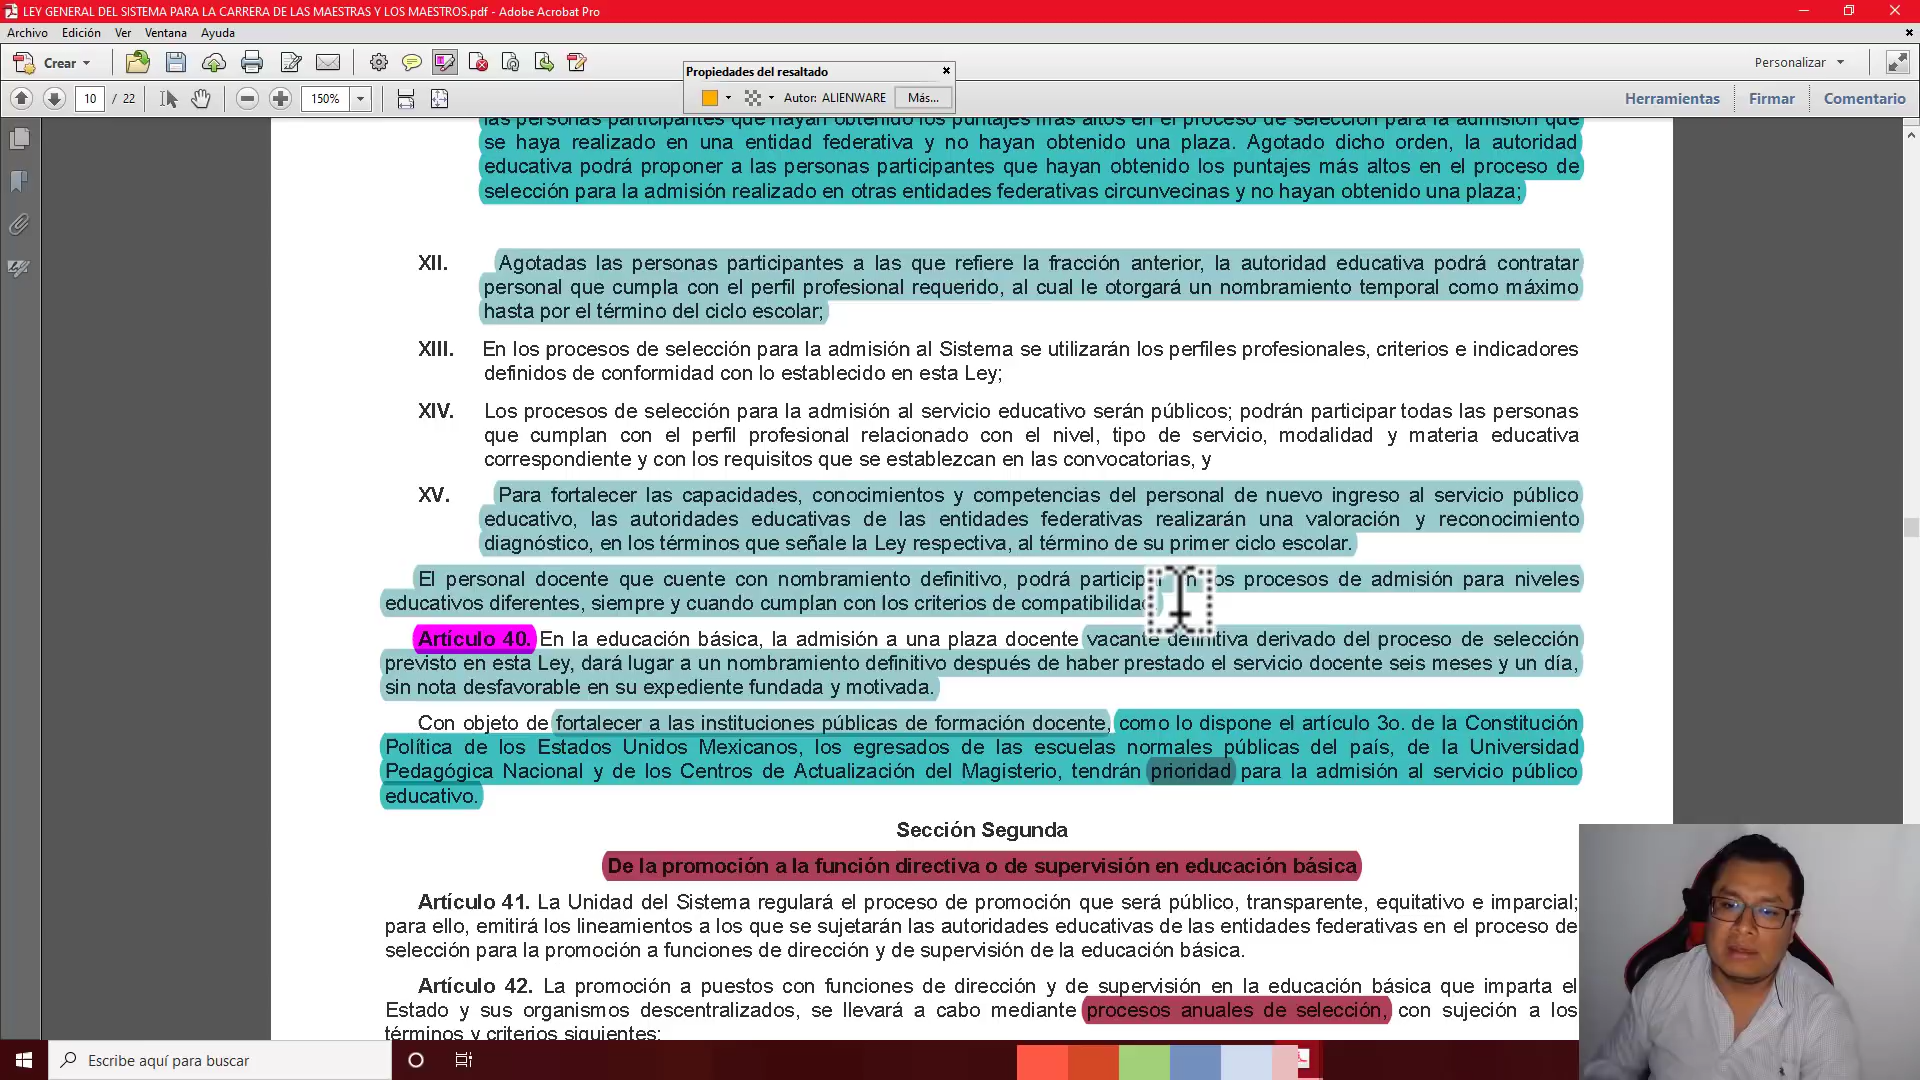 LEY GENERAL DEL SISTEMA PARA LA CARRERA DE LAS MAESTRAS Y LOS MAESTROS.pdf - Adobe Acrobat Pro
Archivo Edición Ver Ventana Ayuda
Crear
Propiedades del resaltado
Personalizar
10 / 22 150%
Autor: ALIENWARE Más...
Herramientas Firmar Comentario
las personas participantes que hayan obtenido los puntajes más altos en el proceso de selección para la admisión que
se haya realizado en una entidad federativa y no hayan obtenido una plaza. Agotado dicho orden, la autoridad
educativa podrá proponer a las personas participantes que hayan obtenido los puntajes más altos en el proceso de
selección para la admisión realizado en otras entidades federativas circunvecinas y no hayan obtenido una plaza;
XII. Agotadas las personas participantes a las que refiere la fracción anterior, la autoridad educativa podrá contratar
personal que cumpla con el perfil profesional requerido, al cual le otorgará un nombramiento temporal como máximo
hasta por el término del ciclo escolar;
XIII. En los procesos de selección para la admisión al Sistema se utilizarán los perfiles profesionales, criterios e indicadores
definidos de conformidad con lo establecido en esta Ley;
XIV. Los procesos de selección para la admisión al servicio educativo serán públicos; podrán participar todas las personas
que cumplan con el perfil profesional relacionado con el nivel, tipo de servicio, modalidad y materia educativa
correspondiente y con los requisitos que se establezcan en las convocatorias, y
XV. Para fortalecer las capacidades, conocimientos y competencias del personal de nuevo ingreso al servicio público
educativo, las autoridades educativas de las entidades federativas realizarán una valoración y reconocimiento
diagnóstico, en los términos que señale la Ley respectiva, al término de su primer ciclo escolar.
El personal docente que cuente con nombramiento definitivo, podrá procesos de admisión para niveles
educativos diferentes, siempre y cuando cumplan con los criterios de compatibilidad
Artículo 40. En la educación básica, la admisión a una plaza docente vacante definitiva derivado del proceso de selección
previsto en esta Ley, dará lugar a un nombramiento definitivo después de haber prestado el servicio docente seis meses y un día,
sin nota desfavorable en su expediente fundada y motivada.
Con objeto de fortalecer a las instituciones públicas de formación docente, como lo dispone el artículo 3o. de la Constitución
Política de los Estados Unidos Mexicanos, los egresados de las escuelas normales públicas del país, de la Universidad
Pedagógica Nacional y de los Centros de Actualización del Magisterio, tendrán prioridad para la admisión al servicio público
educativo.
Sección Segunda
De la promoción a la función directiva o de supervisión en educación básica
Artículo 41. La Unidad del Sistema regulará el proceso de promoción que será público, transparente, equitativo e imparcial;
para ello, emitirá los lineamientos a los que se sujetarán las autoridades educativas de las entidades federativas en el proceso de
selección para la promoción a funciones de dirección y de supervisión de la educación básica.
Artículo 42. La promoción a puestos con funciones de dirección y de supervisión en la educación básica que imparta el
Estado y sus organismos descentralizados, se llevará a cabo mediante procesos anuales de selección, con sujeción a los
términos y criterios siguientes:
Escribe aquí para buscar